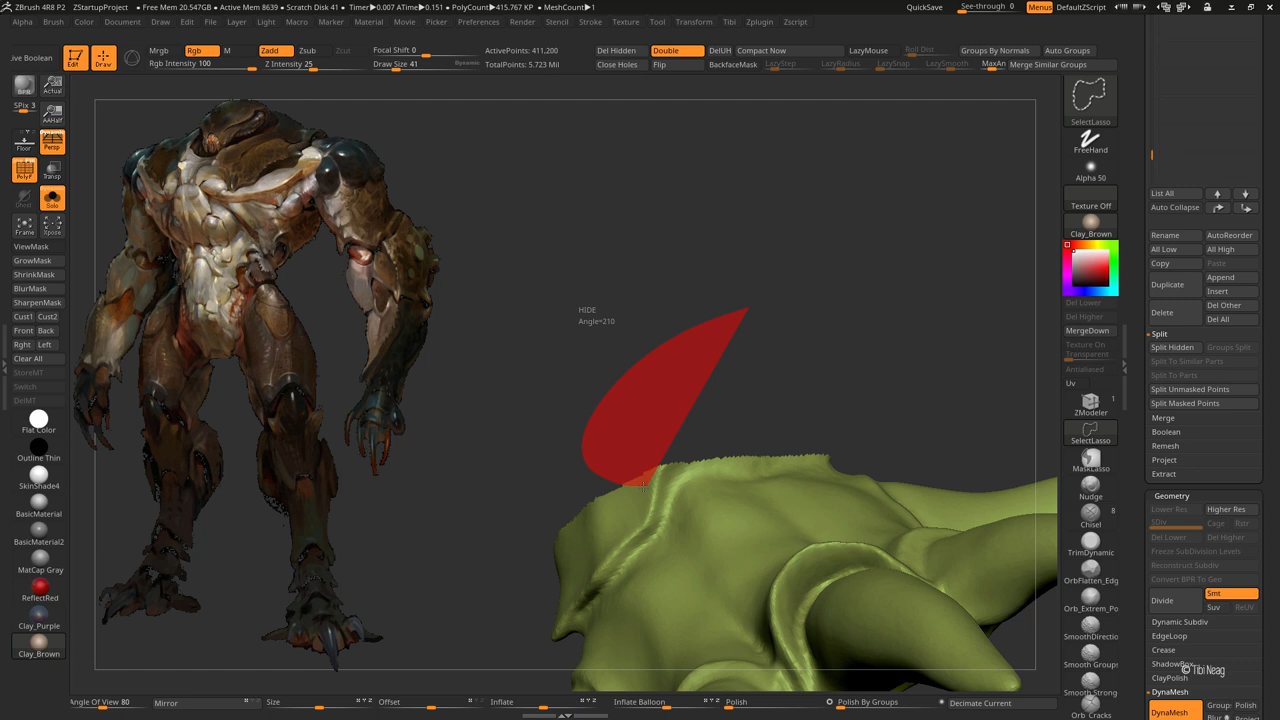 ZBrush 4R8 P2 ZStartupProject • Free Mem 20.547GB • Active Mem 8639 • Scratch Disk 41 • Timer▶0.007 ATime▶0.151 • PolyCount▶415.767 KP • MeshCount▶1
QuickSave See-through 0 Menus DefaultZScript
Alpha Brush Color Document Draw Edit File Layer Light Macro Marker Material Movie Picker Preferences Render Stencil Stroke Texture Tool Transform Tbi Zplugin Zscript
ive Boolean Edit Draw Mrgb Rgb M Zadd Zsub Zcut Focal Shift 0 ActivePoints: 411,200 Del Hidden Double DelUH Compact Now LazyMouse Roll Dist Groups By Normals Auto Groups
Rgb Intensity 100 Z Intensity 25 Draw Size 41 Dynamic TotalPoints: 5.723 Mil Close Holes Flip BackfaceMask LazyStep LazyRadius LazySnap LazySmooth MaxAn Merge Similar Groups
BPR Actual
SPix 3 AAHalf
Floor Persp
PolyF Transp
Ghost Solo
Frame Xpose
ViewMask
GrowMask
ShrinkMask
BlurMask
SharpenMask
Cust1 Cust2
Front Back
Rght Left
Clear All
StoreMT
Switch
DelMT
Flat Color
Outline Thin
SkinShade4
BasicMaterial
BasicMaterial2
MatCap Gray
ReflectRed
Clay_Purple
Clay_Brown
HIDE
Angle=210
SelectLasso
FreeHand
Alpha 50
Texture Off
Clay_Brown
Del Lower
Del Higher
MergeDown
Texture On
Transparent
Antialiased
Uv
1
ZModeler
SelectLasso
MaskLasso
Nudge
8
Chisel
TrimDynamic
OrbFlatten_Edg
Orb_Extrem_Po
SmoothDirectio
Smooth Groups
Smooth Strong
Orb_Cracks
List All
Auto Collapse
Rename AutoReorder
All Low All High
Copy Paste
Duplicate Append
Insert
Delete Del Other
Del All
Split
Split Hidden Groups Split
Split To Similar Parts
Split To Parts
Split Unmasked Points
Split Masked Points
Merge
Boolean
Remesh
Project
Extract
Geometry
Lower Res Higher Res
SDiv Cage Rstr
Del Lower Del Higher
Freeze SubDivision Levels
Reconstruct Subdiv
Convert BPR To Geo
Divide Smt
Suv ReUV
Dynamic Subdiv
EdgeLoop
Crease
ShadowBox
ClayPolish
© Tibi Neag
DynaMesh
DynaMesh Group Polish
Blur Project
Angle Of View 80 Mirror Size Offset Inflate Inflate Balloon Polish Polish By Groups Decimate Current